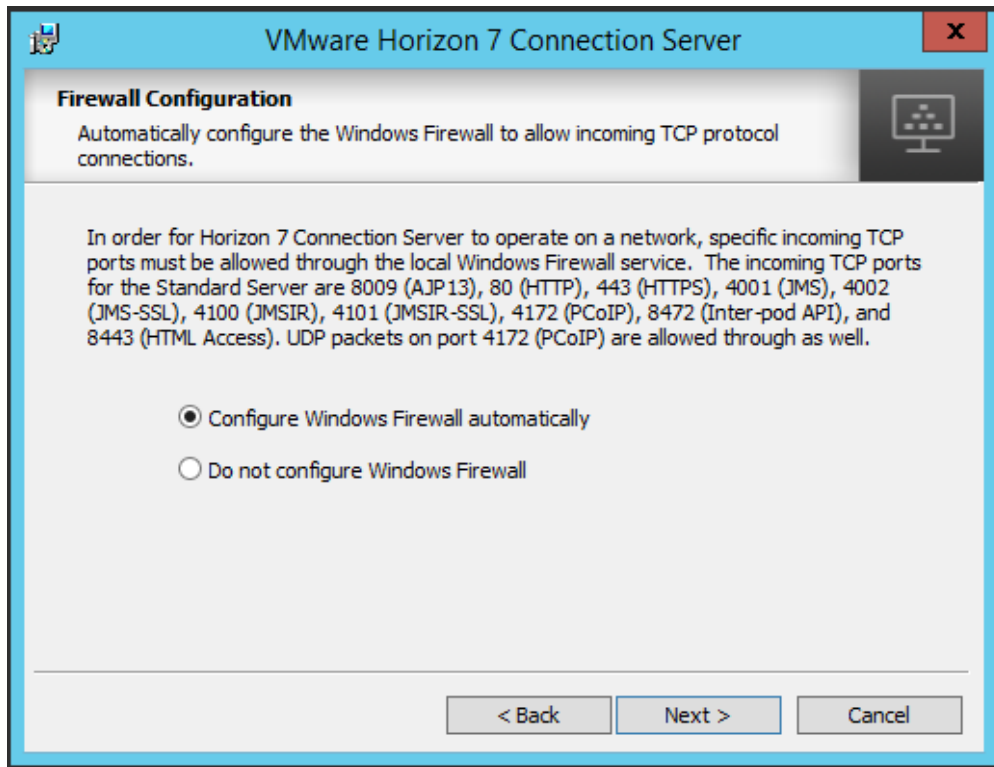 VMware Horizon 7 Connection Server
x
Firewall Configuration
Automatically configure the Windows Firewall to allow incoming TCP protocol
connections.
In order for Horizon 7 Connection Server to operate on a network, specific incoming TCP
ports must be allowed through the local Windows Firewall service.  The incoming TCP ports
for the Standard Server are 8009 (AJP13), 80 (HTTP), 443 (HTTPS), 4001 (JMS), 4002
(JMS-SSL), 4100 (JMSIR), 4101 (JMSIR-SSL), 4172 (PCoIP), 8472 (Inter-pod API), and
8443 (HTML Access). UDP packets on port 4172 (PCoIP) are allowed through as well.
Configure Windows Firewall automatically
Do not configure Windows Firewall
< Back
Next >
Cancel